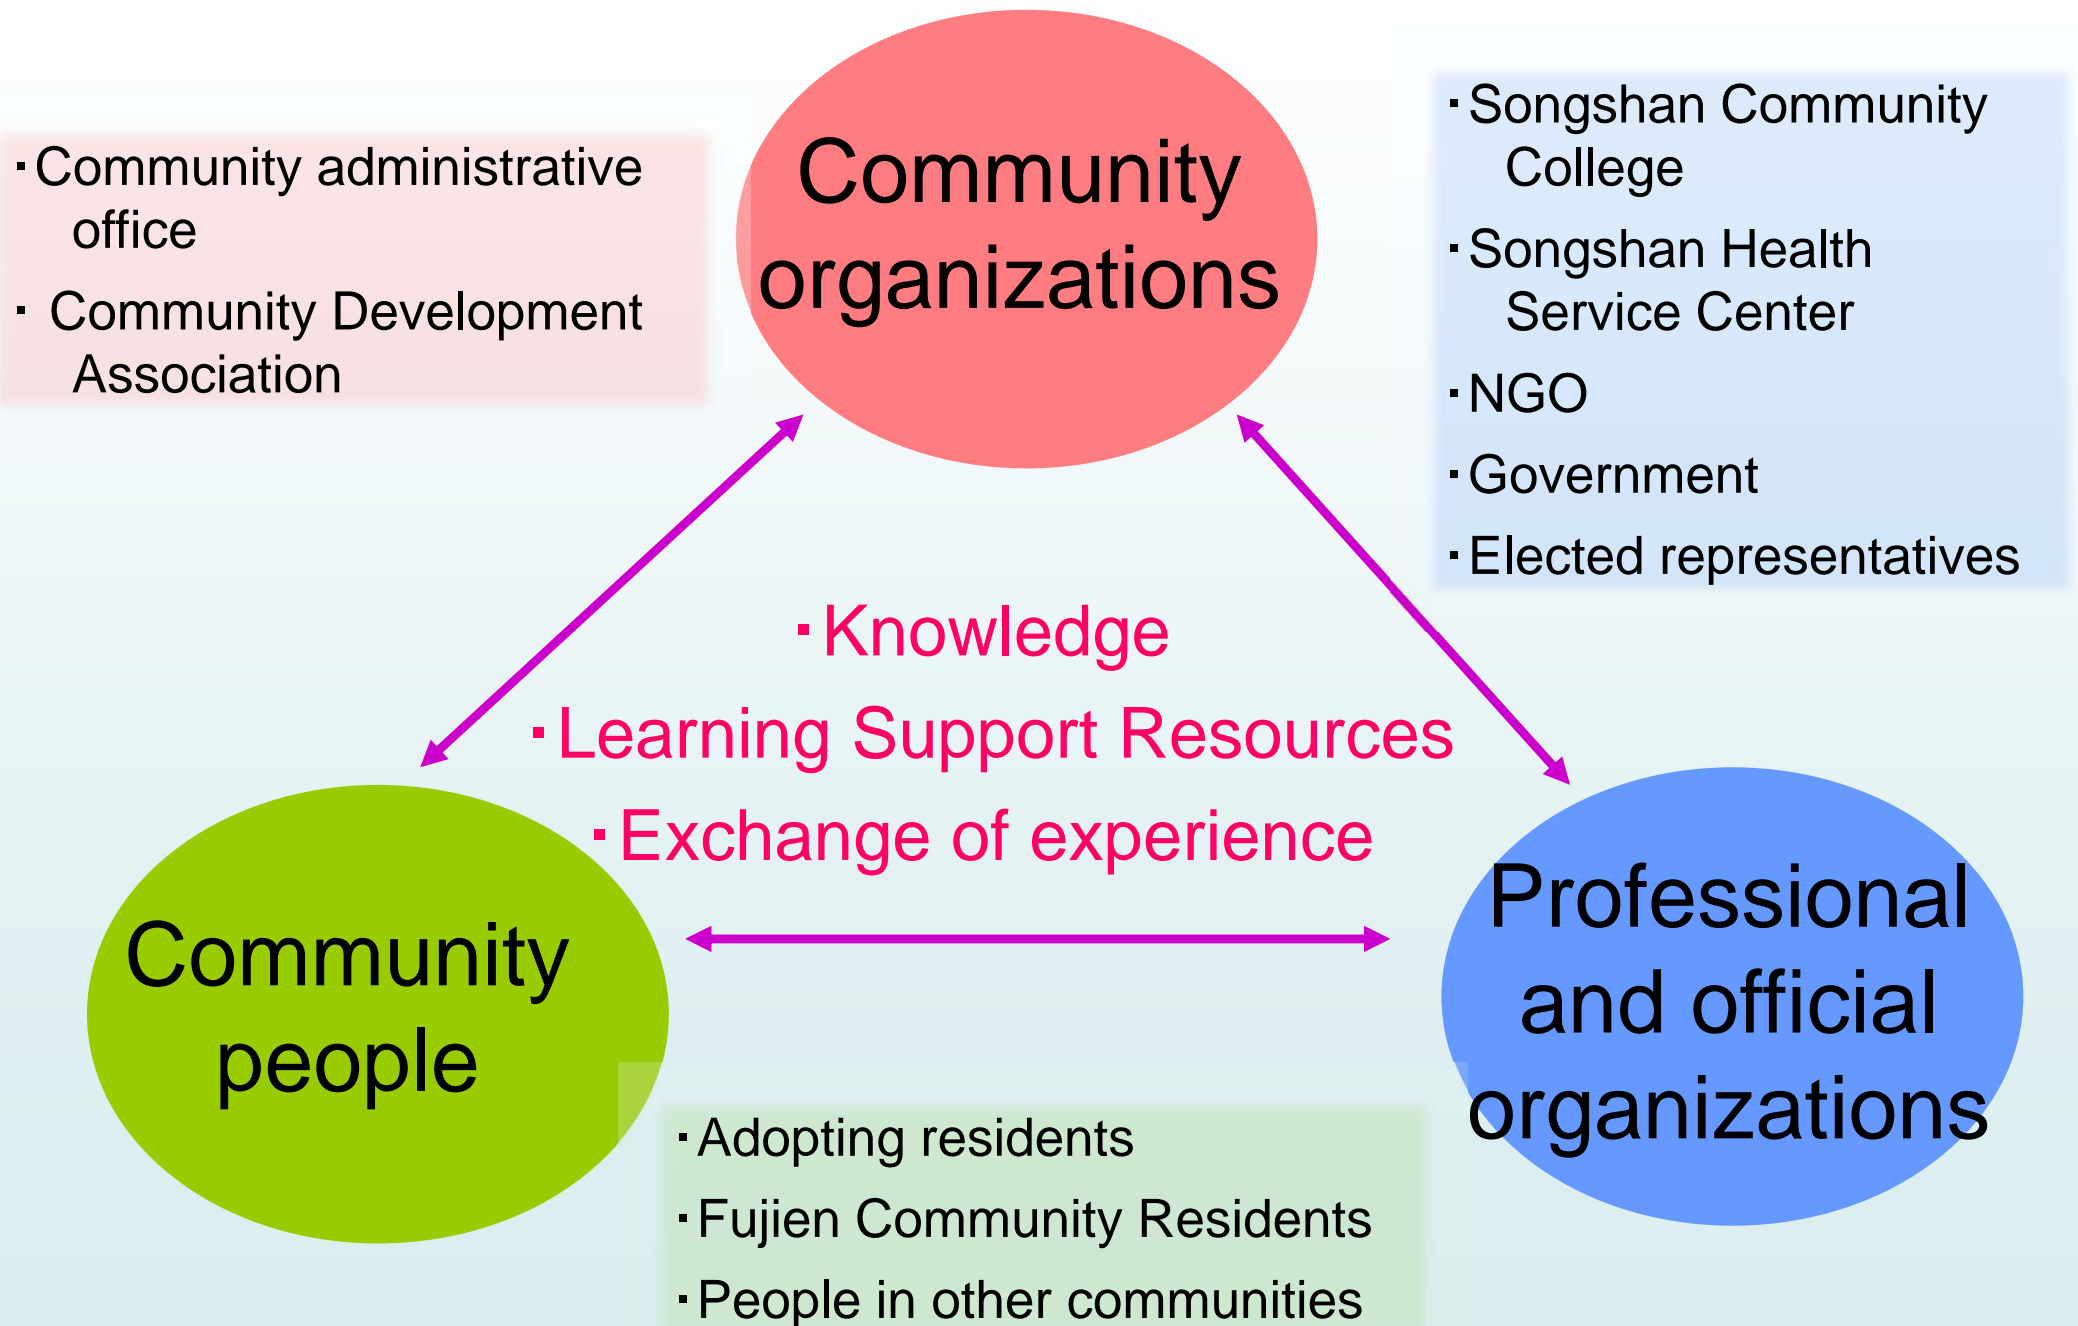 Community
organizations
・Community administrative
office
・ Community Development
Association
・Songshan Community
College
・Songshan Health
Service Center
・NGO
・Government
・Elected representatives
・Knowledge
・Learning Support Resources
・Exchange of experience
Community
people
Professional
and official
organizations
・Adopting residents
・Fujien Community Residents
・People in other communities